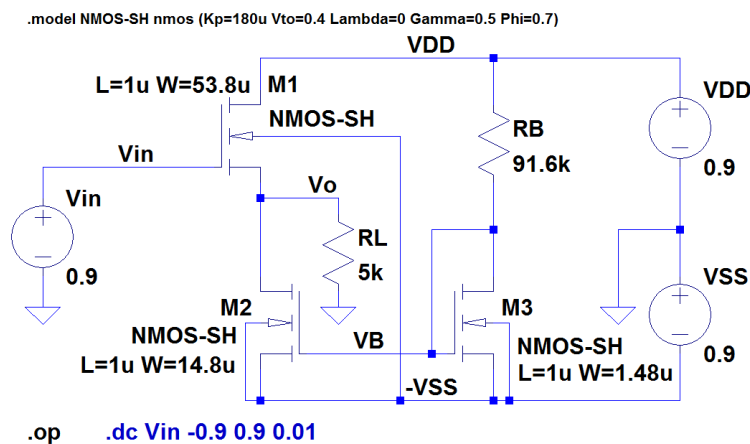 .model NMOS-SH nmos (Kp=180u Vto=0.4 Lambda=0 Gamma=0.5 Phi=0.7)
VDD
L=1u W=53.8u
M1
VDD
NMOS-SH
RB
91.6k
0.9
Vin
Vo
Vin
RL
5k
0.9
M2
M3
VSS
NMOS-SH
L=1u W=14.8u
VB
NMOS-SH
L=1u W=1.48u
0.9
-VSS
.op
.dc Vin -0.9 0.9 0.01